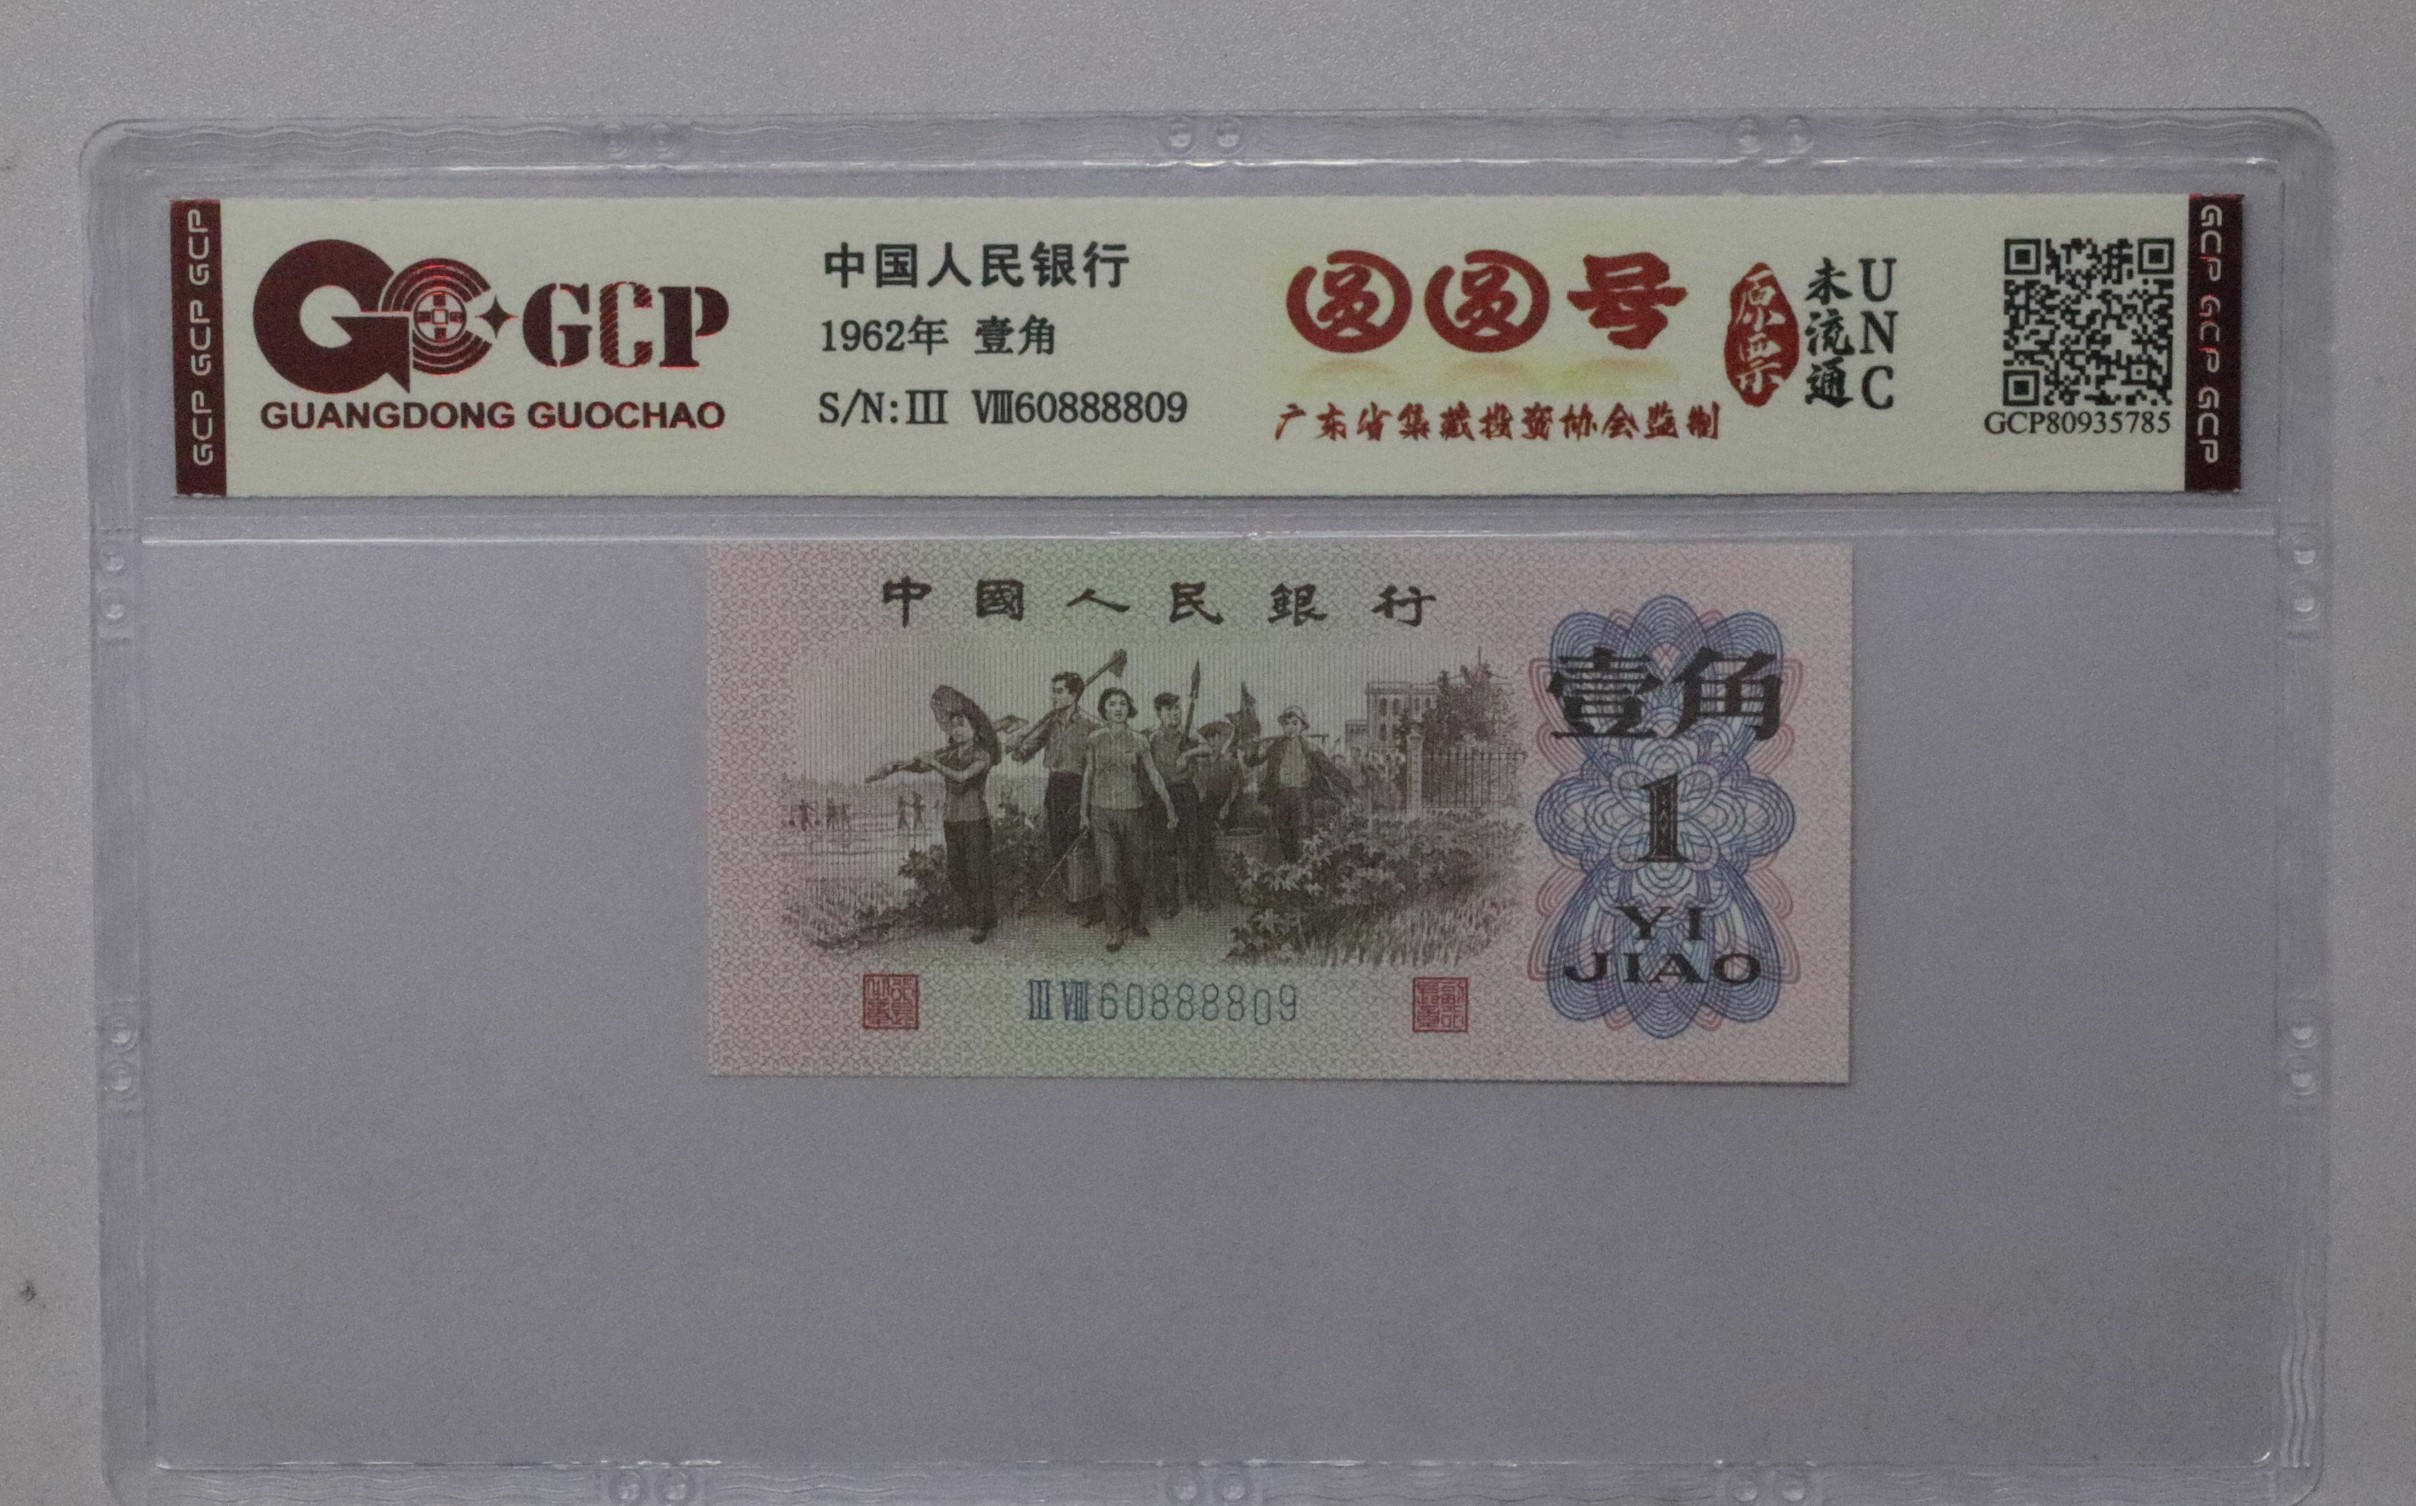 GCP GCP GCP
GCP
GUANGDONG GUOCHAO
中国人民银行
1962年 壹角
S/N:III VIII60888809
圆圆号
广东省集藏投资协会监制
原票
未流通
UNC
GCP80935785
GCP GCP GCP
中國人民銀行
壹角
1
YI
JIAO
III VIII 60888809